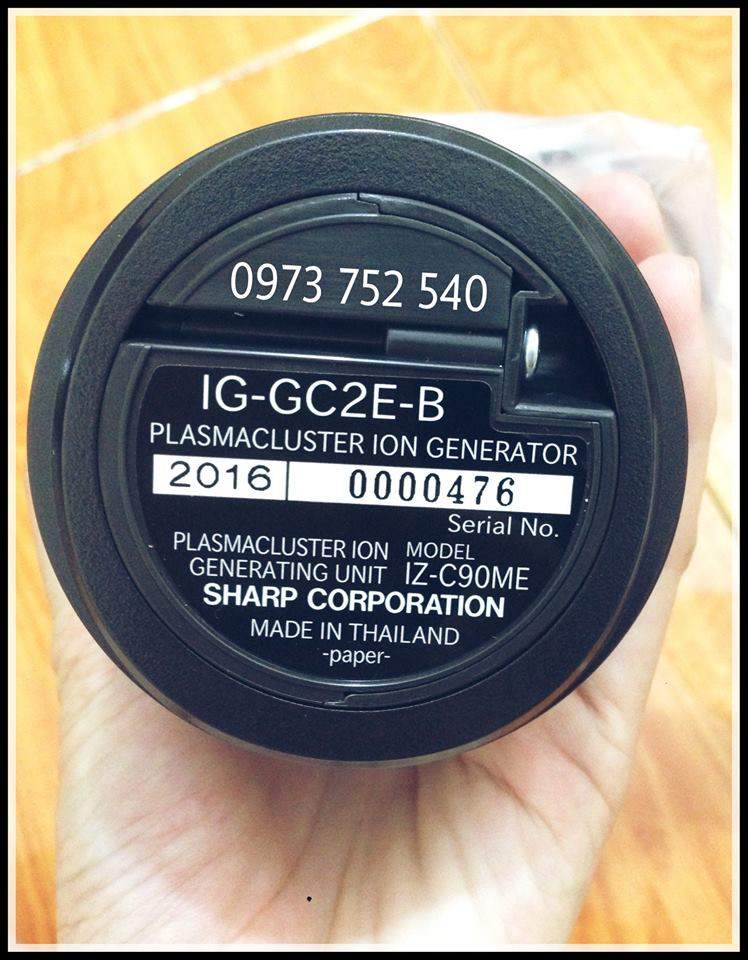 0973 752 540
IG-GC2E-B
PLASMACLUSTER ION GENERATOR
2016 0000476
Serial No.
PLASMACLUSTER ION MODEL
GENERATING UNIT IZ-C90ME
SHARP CORPORATION
MADE IN THAILAND
-paper-